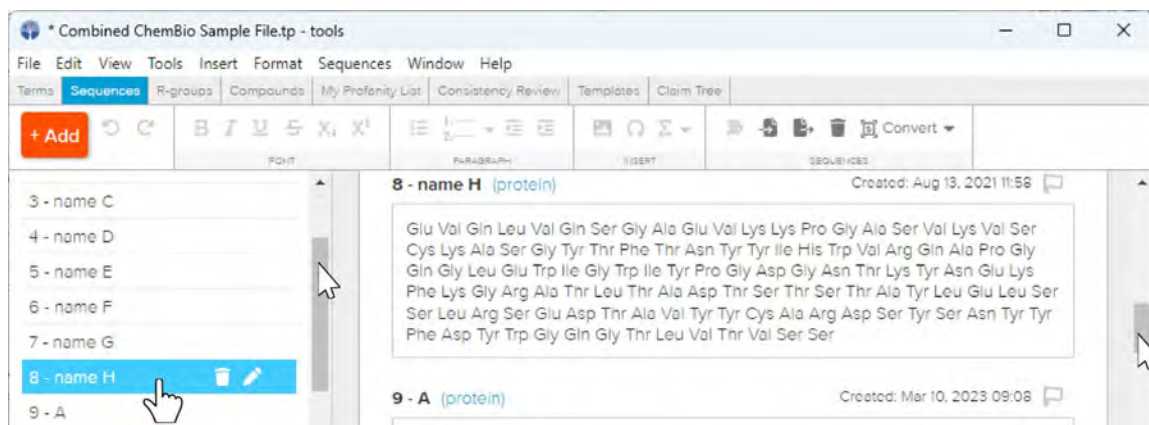 * Combined ChemBio Sample File.tp - tools
File Edit View Tools Insert Format Sequences Window Help
Terms Sequences R-groups Compounds My Profanity List Consistency Review Templates Claim Tree
+ Add B I U S X₁ X¹ Convert
FONT PARAGRAPH INSERT SEQUENCES
3 - name C
4 - name D
5 - name E
6 - name F
7 - name G
8 - name H
9 - A
8 - name H (protein) Created: Aug 13, 2021 11:58
Glu Val Gln Leu Val Gln Ser Gly Ala Glu Val Lys Lys Pro Gly Ala Ser Val Lys Val Ser
Cys Lys Ala Ser Gly Tyr Thr Phe Thr Asn Tyr Tyr Ile His Trp Val Arg Gln Ala Pro Gly
Gln Gly Leu Glu Trp Ile Gly Trp Ile Tyr Pro Gly Asp Gly Asn Thr Lys Tyr Asn Glu Lys
Phe Lys Gly Arg Ala Thr Leu Thr Ala Asp Thr Ser Thr Ser Thr Ala Tyr Leu Glu Leu Ser
Ser Leu Arg Ser Glu Asp Thr Ala Val Tyr Tyr Cys Ala Arg Asp Ser Tyr Ser Asn Tyr Tyr
Phe Asp Tyr Trp Gly Gln Gly Thr Leu Val Thr Val Ser Ser
9 - A (protein) Created: Mar 10, 2023 09:08